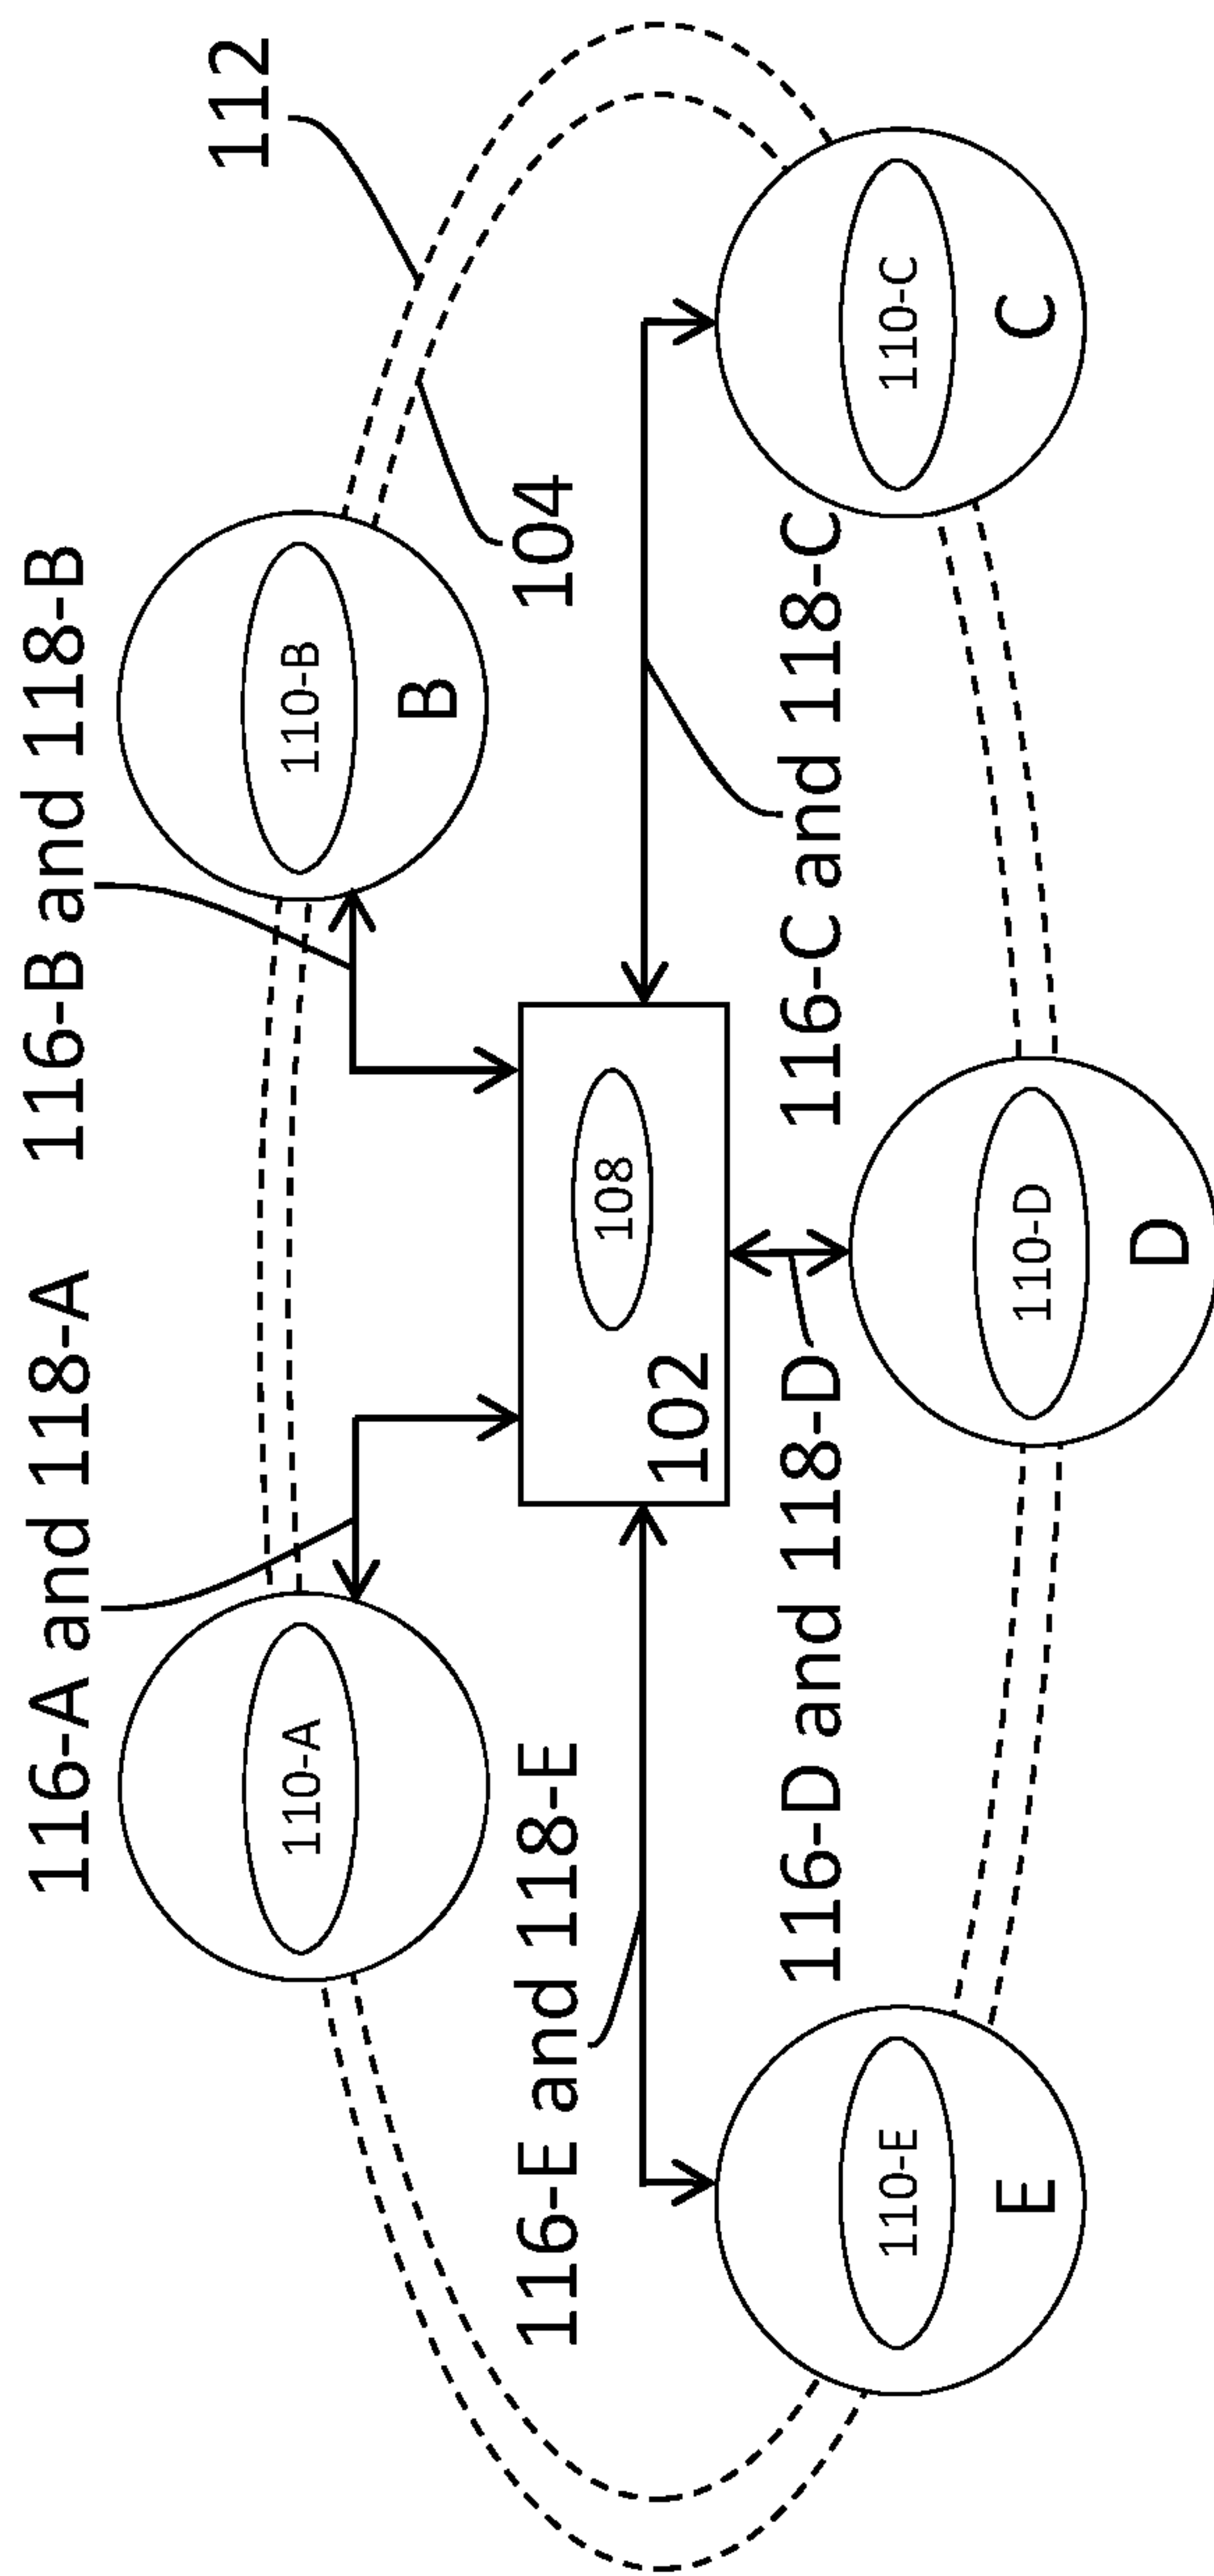 116-A and 118-A
116-B and 118-B
112
110-A
110-B
B
104
116-E and 118-E
108
102
116-D and 118-D
116-C and 118-C
110-E
E
110-D
D
110-C
C